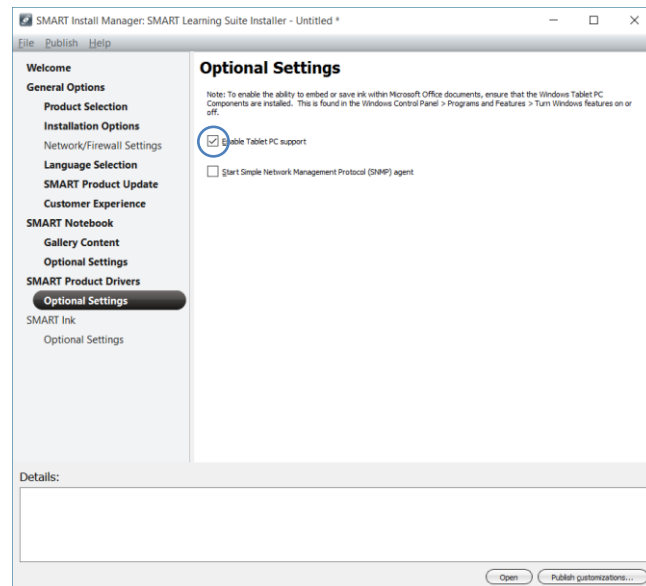 SMART Install Manager: SMART Learning Suite Installer - Untitled *
File Publish Help
Welcome
General Options
Product Selection
Installation Options
Network/Firewall Settings
Language Selection
SMART Product Update
Customer Experience
SMART Notebook
Gallery Content
Optional Settings
SMART Product Drivers
Optional Settings
SMART Ink
Optional Settings
Optional Settings
Note: To enable the ability to embed or save ink within Microsoft Office documents, ensure that the Windows Tablet PC
Components are installed. This is found in the Windows Control Panel > Programs and Features > Turn Windows features on or
off.
Enable Tablet PC support
Start Simple Network Management Protocol (SNMP) agent
Details:
Open Publish customizations...